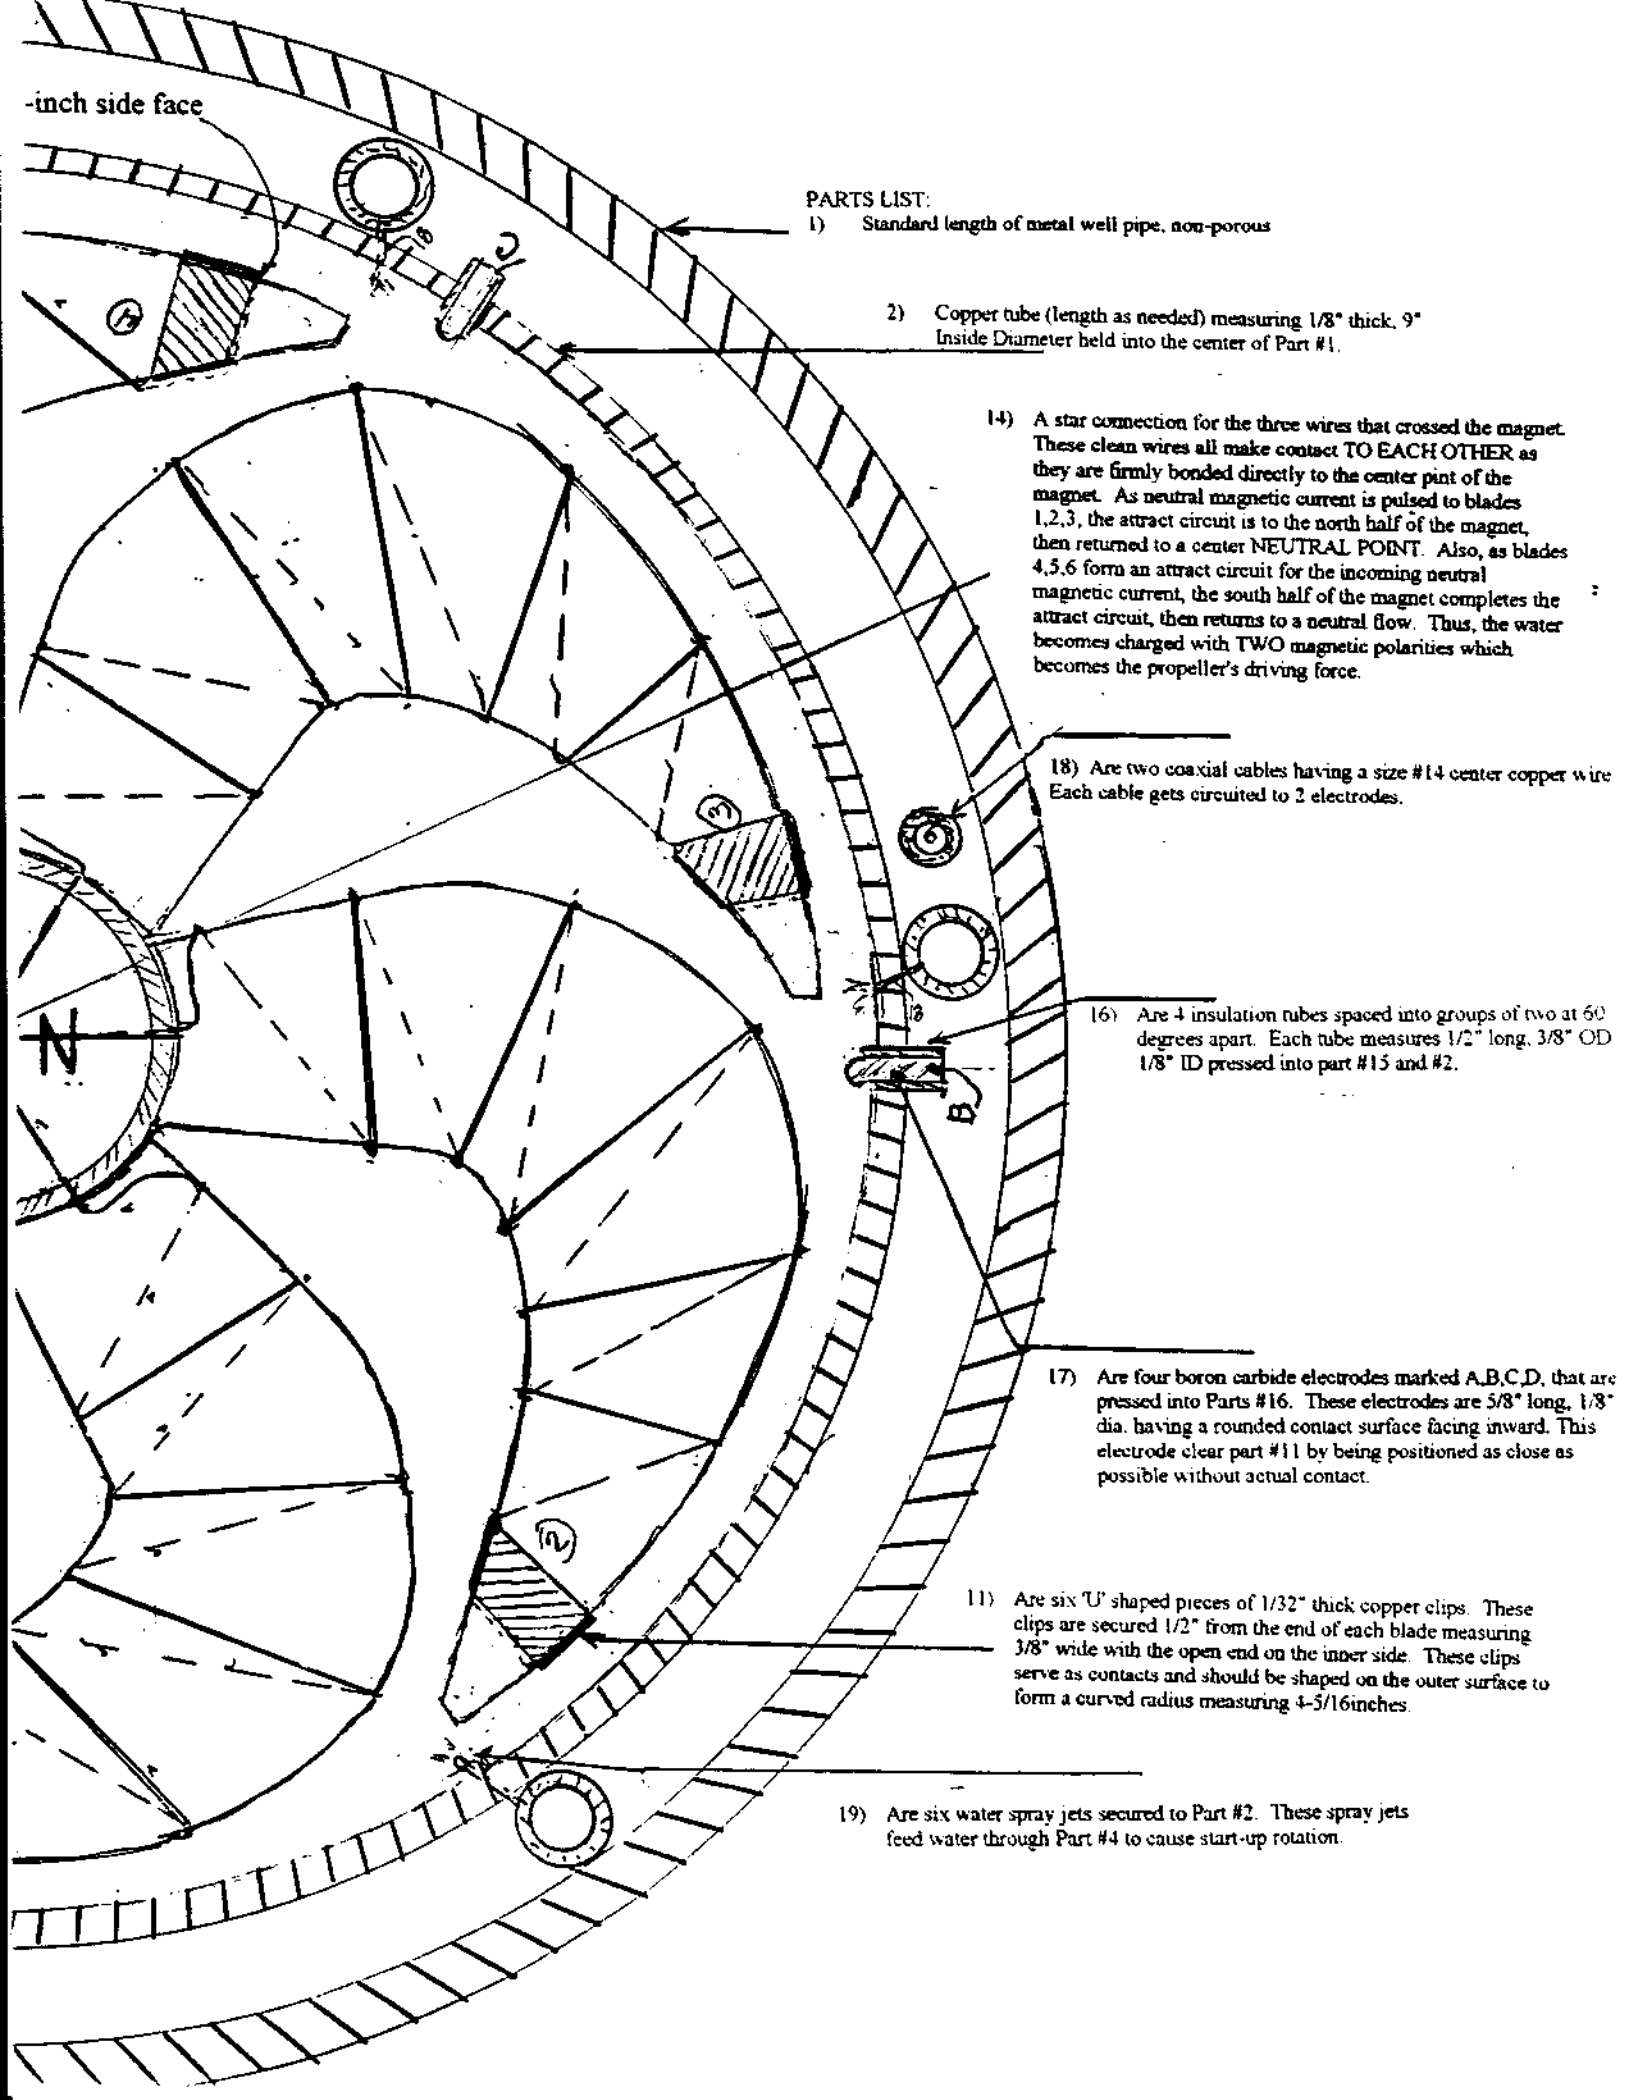 -inch side face
PARTS LIST:
1) Standard length of metal well pipe, non-porous
2) Copper tube (length as needed) measuring 1/8" thick, 9"
Inside Diameter held into the center of Part #1.
14) A star connection for the three wires that crossed the magnet.
These clean wires all make contact TO EACH OTHER as
they are firmly bonded directly to the center pint of the
magnet. As neutral magnetic current is pulsed to blades
1,2,3, the attract circuit is to the north half of the magnet,
then returned to a center NEUTRAL POINT. Also, as blades
4,5,6 form an attract circuit for the incoming neutral
magnetic current, the south half of the magnet completes the
attract circuit, then returns to a neutral flow. Thus, the water
becomes charged with TWO magnetic polarities which
becomes the propeller's driving force.
18) Are two coaxial cables having a size #14 center copper wire
Each cable gets circuited to 2 electrodes.
3
N
16) Are 4 insulation tubes spaced into groups of two at 60
degrees apart. Each tube measures 1/2" long, 3/8" OD
1/8" ID pressed into part #15 and #2.
B
17) Are four boron carbide electrodes marked A,B,C,D, that are
pressed into Parts #16. These electrodes are 5/8" long, 1/8"
dia. having a rounded contact surface facing inward. This
electrode clear part #11 by being positioned as close as
possible without actual contact.
2
11) Are six 'U' shaped pieces of 1/32" thick copper clips. These
clips are secured 1/2" from the end of each blade measuring
3/8" wide with the open end on the inner side. These clips
serve as contacts and should be shaped on the outer surface to
form a curved radius measuring 4-5/16inches.
19) Are six water spray jets secured to Part #2. These spray jets
feed water through Part #4 to cause start-up rotation.